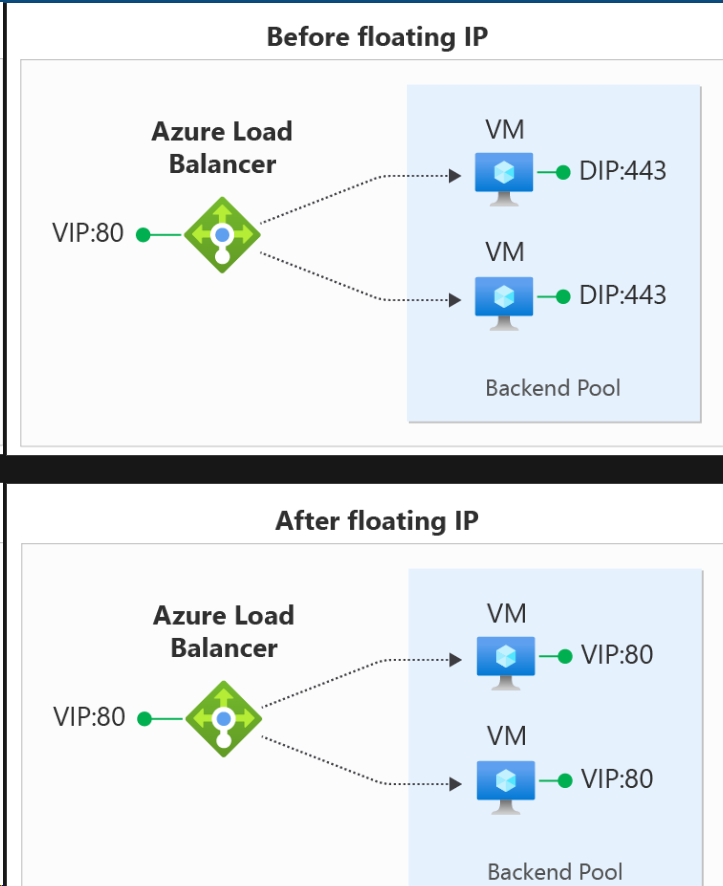 Before floating IP
Azure Load
Balancer
VIP:80
VM
DIP:443
VM
DIP:443
Backend Pool
After floating IP
Azure Load
Balancer
VIP:80
VM
VIP:80
VM
VIP:80
Backend Pool